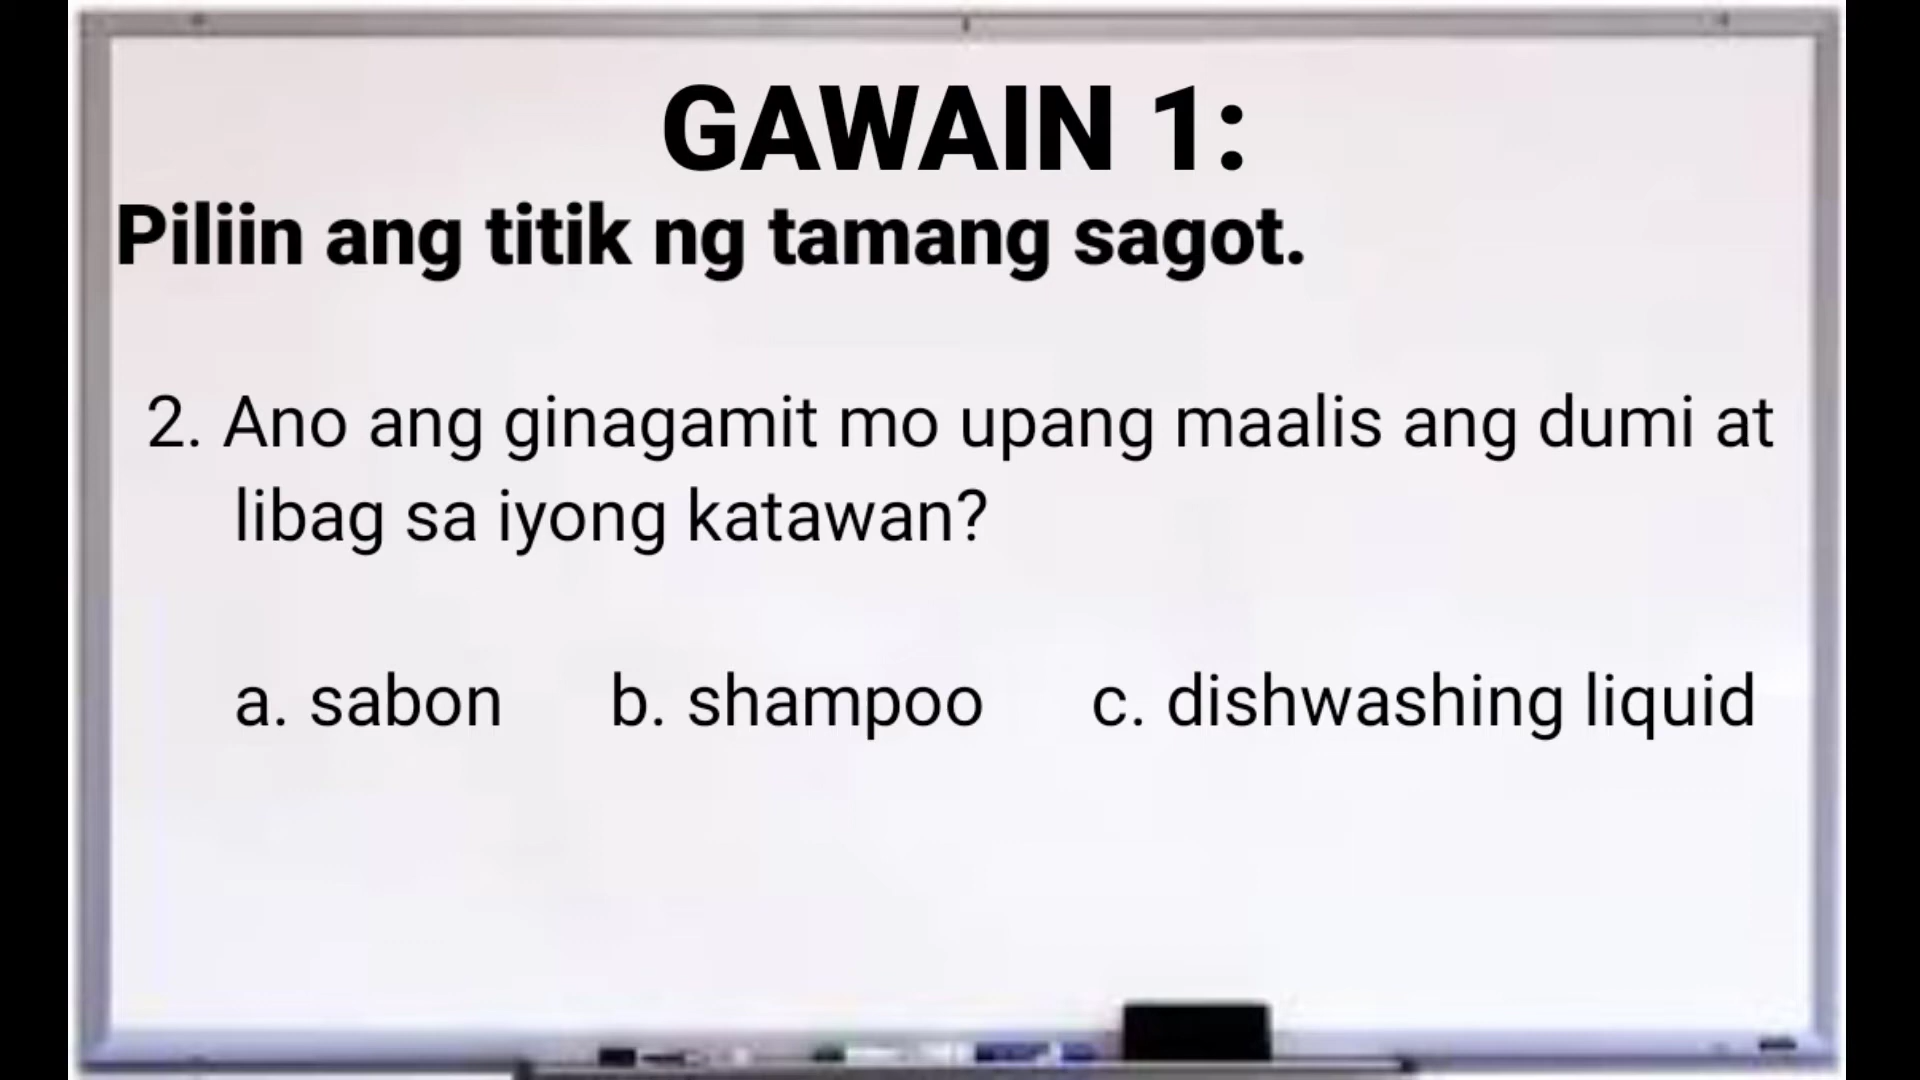 GAWAIN 1:
Piliin ang titik ng tamang sagot.
2. Ano ang ginagamit mo upang maalis ang dumi at
libag sa iyong katawan?
a. sabon b. shampoo c. dishwashing liquid